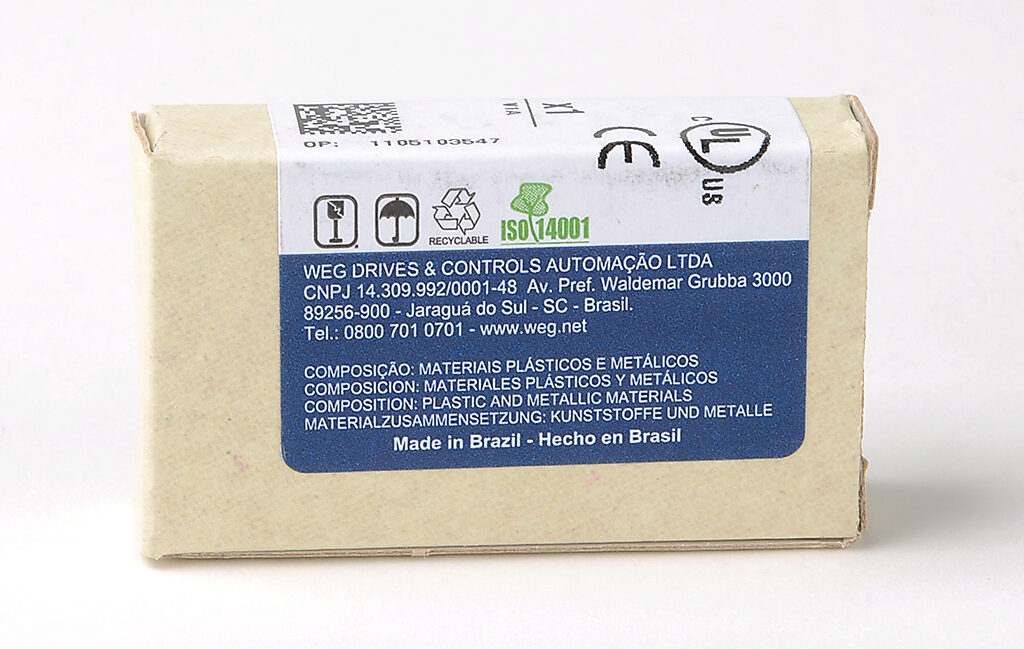 x1
VIA
OP: 1105103547
CE
C UL US
RECYCLABLE
ISO 14001
WEG DRIVES & CONTROLS AUTOMAÇÃO LTDA
CNPJ 14.309.992/0001-48 Av. Pref. Waldemar Grubba 3000
89256-900 - Jaraguá do Sul - SC - Brasil.
Tel.: 0800 701 0701 - www.weg.net
COMPOSIÇÃO: MATERIAIS PLÁSTICOS E METÁLICOS
COMPOSICION: MATERIALES PLÁSTICOS Y METÁLICOS
COMPOSITION: PLASTIC AND METALLIC MATERIALS
MATERIALZUSAMMENSETZUNG: KUNSTSTOFFE UND METALLE
Made in Brazil - Hecho en Brasil